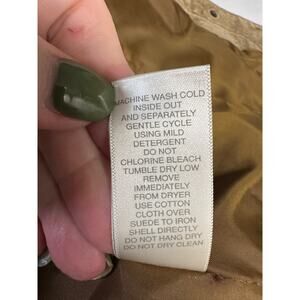 MACHINE WASH COLD
INSIDE OUT
AND SEPARATELY
GENTLE CYCLE
USING MILD
DETERGENT
DO NOT
CHLORINE BLEACH
TUMBLE DRY LOW
REMOVE
IMMEDIATELY
FROM DRYER
USE COTTON
CLOTH OVER
SUEDE TO IRON
SHELL DIRECTLY
DO NOT HANG DRY
DO NOT DRY CLEAN